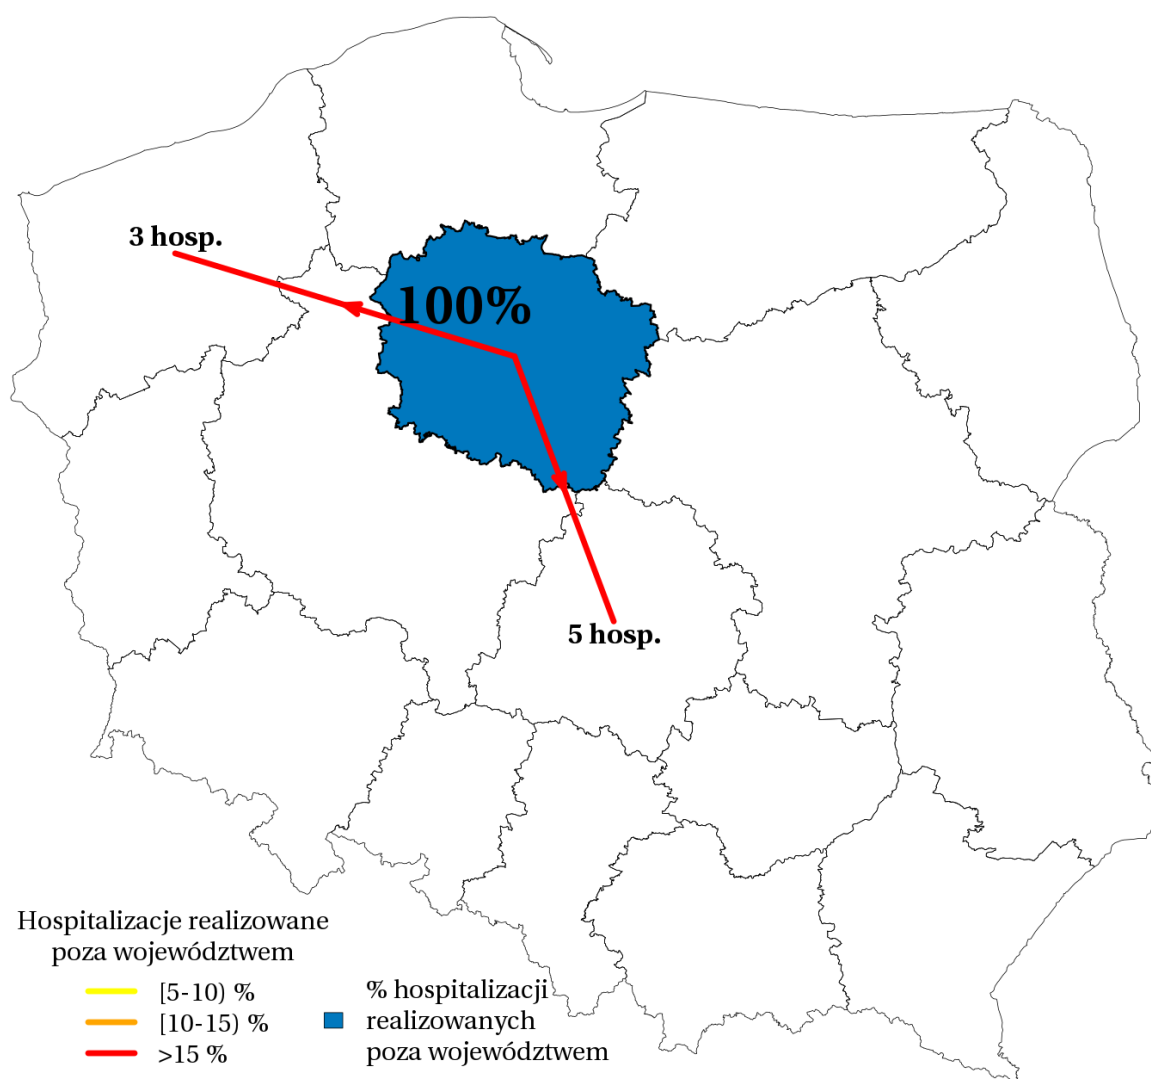 3 hosp.
100%
5 hosp.
Hospitalizacje realizowane
poza województwem
[5-10) %
[10-15) %
>15 %
% hospitalizacji
realizowanych
poza województwem